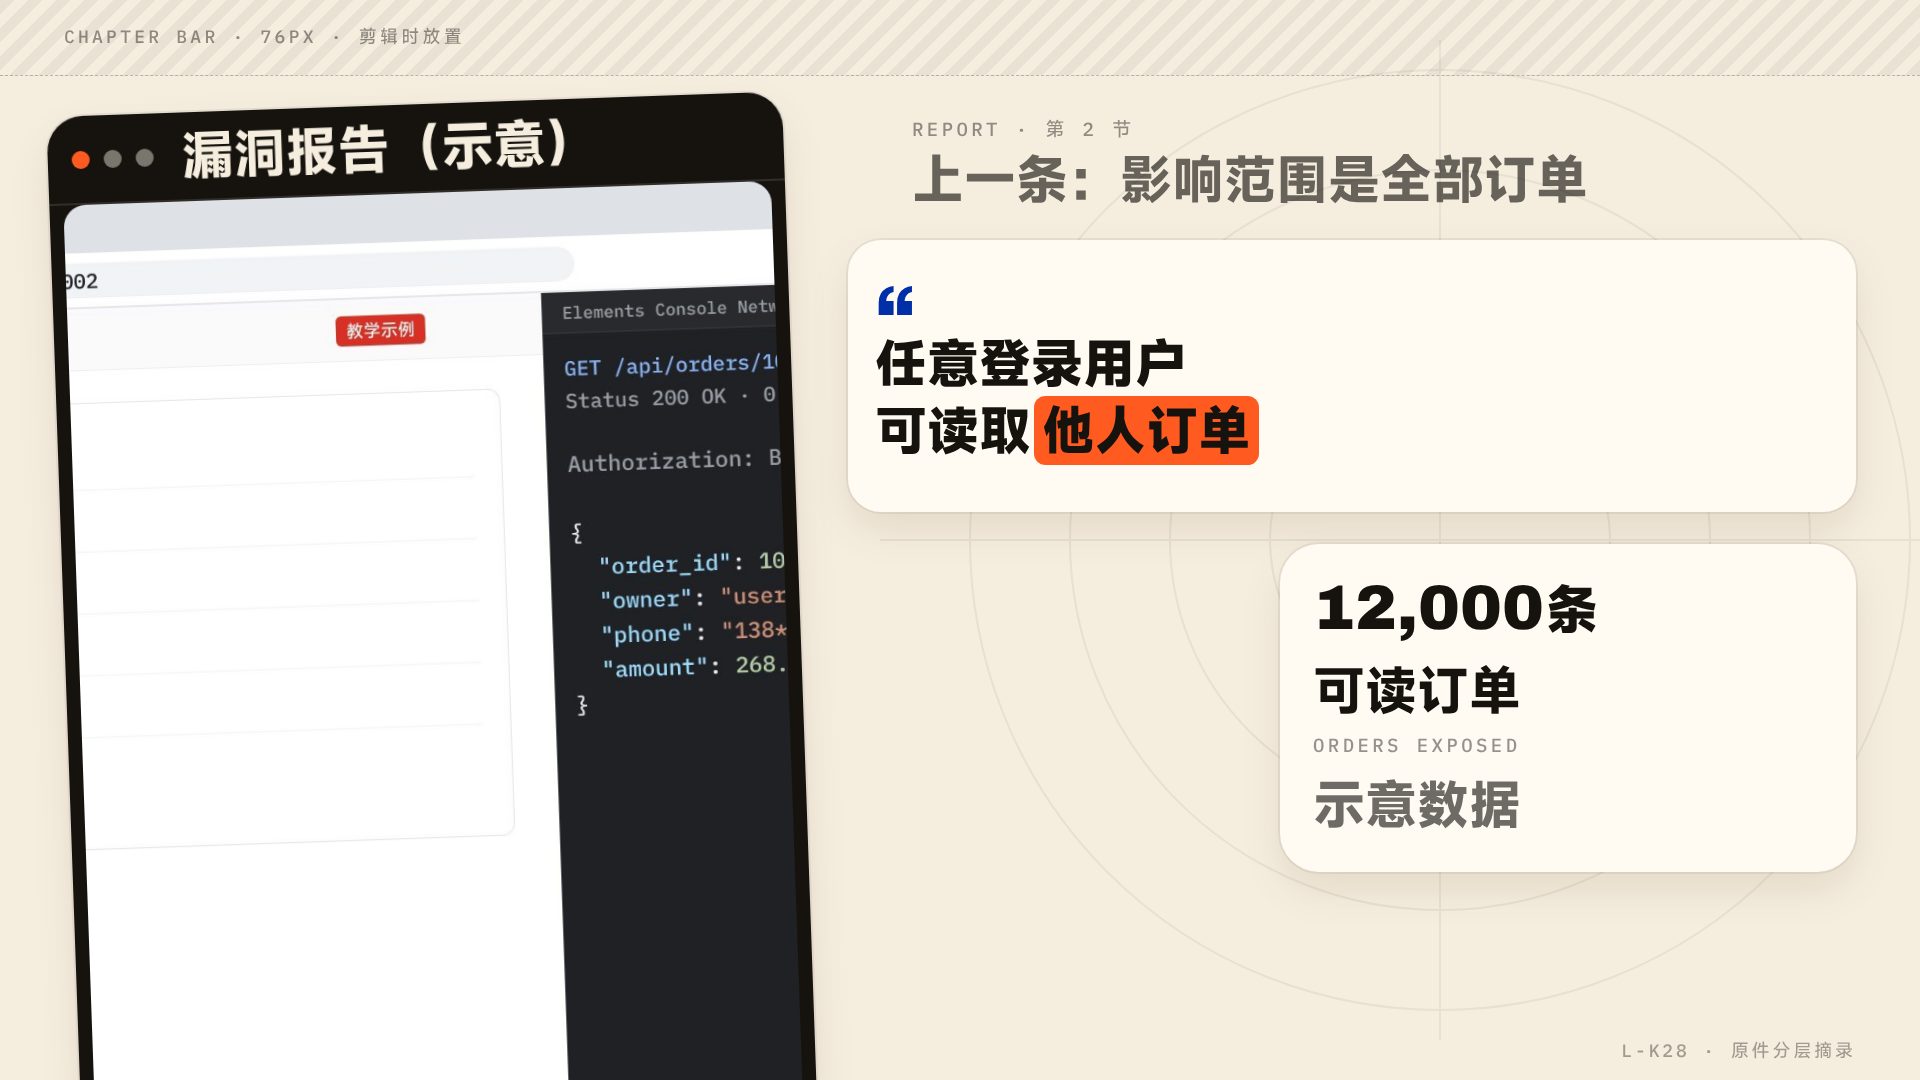 CHAPTER BAR · 76PX · 剪辑时放置
漏洞报告（示意）
002
教学示例
Elements Console Netw
GET /api/orders/10
Status 200 OK · 0
Authorization: B
{
"order_id": 10
"owner": "user
"phone": "138*
"amount": 268.
}
REPORT · 第 2 节
上一条：影响范围是全部订单
“
任意登录用户
可读取他人订单
12,000条
可读订单
ORDERS EXPOSED
示意数据
L-K28 · 原件分层摘录